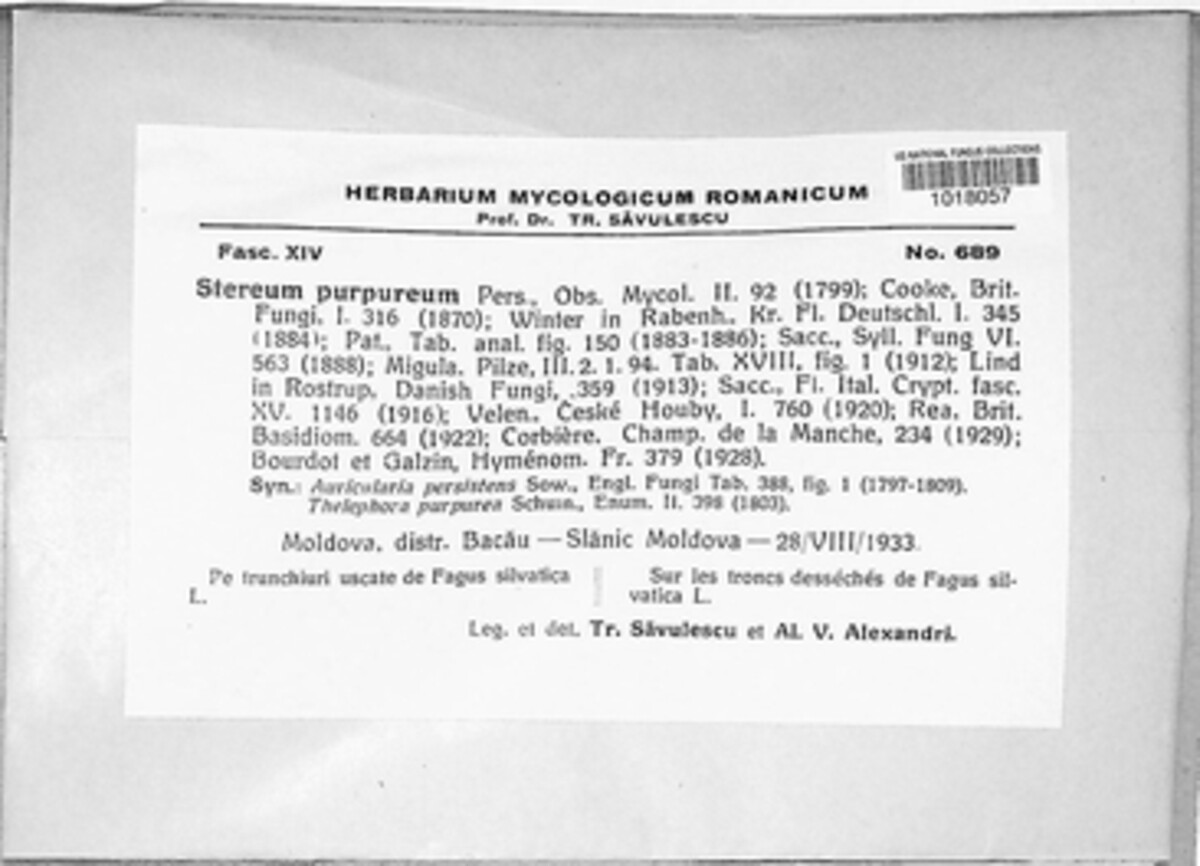 US NATIONAL FUNGUS COLLECTIONS
1018057
HERBARIUM MYCOLOGICUM ROMANICUM
Prof. Dr. TR. SĂVULESCU
Fasc. XIV No. 689
Stereum purpureum Pers., Obs. Mycol. II. 92 (1799); Cooke, Brit.
Fungi. I. 316 (1870); Winter in Rabenh., Kr. Fl. Deutschl. I. 345
(1884); Pat., Tab. anal. fig. 150 (1883-1886); Sacc., Syll. Fung VI.
563 (1888); Migula. Pilze, III. 2. 1. 94. Tab. XVIII, fig. 1 (1912); Lind
in Rostrup. Danish Fungi, .359 (1913); Sacc., Fl. Ital. Crypt. fasc.
XV. 1146 (1916); Velen., České Houby, I. 760 (1920); Rea, Brit.
Basidiom. 664 (1922); Corbière. Champ. de la Manche, 234 (1929);
Bourdot et Galzin, Hyménom. Fr. 379 (1928).
Syn.: Auricularia persistens Sow., Engl. Fungi Tab. 388, fig. 1 (1797-1809).
Thelephora purpurea Schum., Enum. II. 398 (1803).
Moldova, distr. Bacău — Slănic Moldova — 28/VIII/1933.
Pe trunchiuri uscate de Fagus silvatica
L.
Sur les troncs desséchés de Fagus sil-
vatica L.
Leg. et det. Tr. Săvulescu et Al. V. Alexandri.